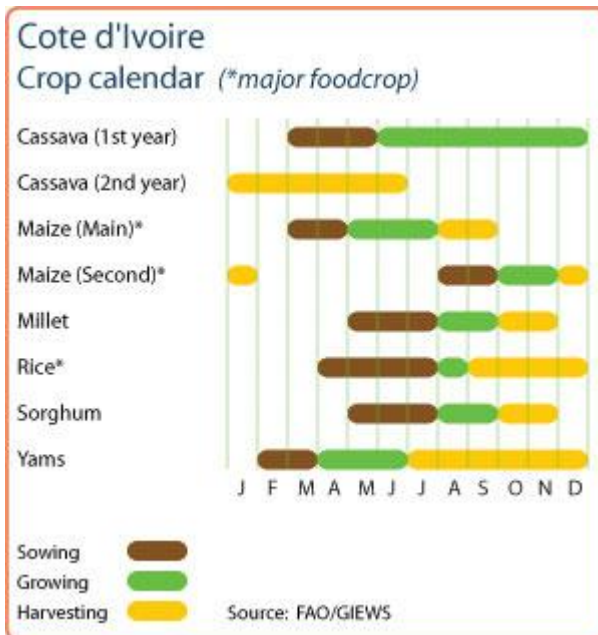 Cote d'Ivoire
Crop calendar (*major foodcrop)
Cassava (1st year)
Cassava (2nd year)
Maize (Main)*
Maize (Second)*
Millet
Rice*
Sorghum
Yams
J F M A M J J A S O N D
Sowing
Growing
Harvesting Source: FAO/GIEWS